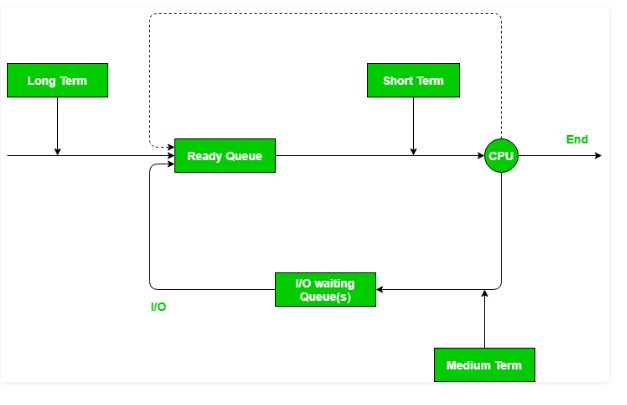 Long Term
Short Term
End
Ready Queue
CPU
I/O waiting
Queue(s)
I/O
Medium Term